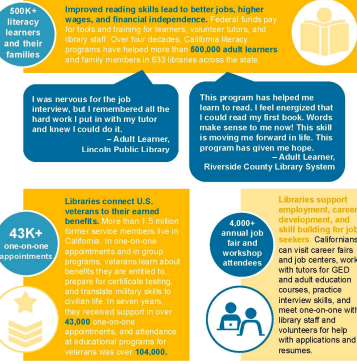 500K+
literacy
learners
and their
families
Improved reading skills lead to better jobs, higher
wages, and financial independence. Federal funds pay
for tools and training for learners, volunteer tutors, and
library staff. Over four decades, California literacy
programs have helped more than 600,000 adult learners
and family members in 633 libraries across the state.
I was nervous for the job
interview, but I remembered all the
hard work I put in with my tutor
and knew I could do it.
– Adult Learner,
Lincoln Public Library
This program has helped me
learn to read. I feel energized that
I could read my first book. Words
make sense to me now! This skill
is moving me forward in life. This
program has given me hope.
– Adult Learner,
Riverside County Library System
43K+
one-on-one
appointments
Libraries connect U.S.
veterans to their earned
benefits. More than 1.5 million
former service members live in
California. In one-on-one
appointments and in group
programs, veterans learn about
benefits they are entitled to,
prepare for certificate testing,
and translate military skills to
civilian life. In seven years,
they received support in over
43,000 one-on-one
appointments, and attendance
at educational programs for
veterans was over 104,000.
4,000+
annual job
fair and
workshop
attendees
Libraries support
employment, career
development, and
skill building for job
seekers. Californians
can visit career fairs
and job centers, work
with tutors for GED
and adult education
courses, practice
interview skills, and
meet one-on-one with
library staff and
volunteers for help
with applications and
resumes.